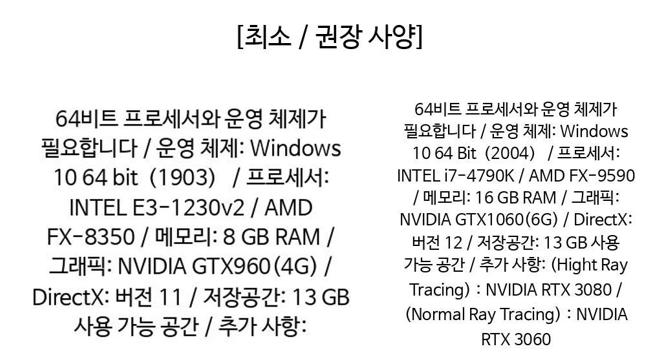 [최소 / 권장 사양]
64비트 프로세서와 운영 체제가
필요합니다 / 운영 체제: Windows
10 64 bit (1903) / 프로세서:
INTEL E3-1230v2 / AMD
FX-8350 / 메모리: 8 GB RAM /
그래픽: NVIDIA GTX960(4G) /
DirectX: 버전 11 / 저장공간: 13 GB
사용 가능 공간 / 추가 사항:
64비트 프로세서와 운영 체제가
필요합니다 / 운영 체제: Windows
10 64 Bit (2004) / 프로세서:
INTEL i7-4790K / AMD FX-9590
/ 메모리: 16 GB RAM / 그래픽:
NVIDIA GTX1060(6G) / DirectX:
버전 12 / 저장공간: 13 GB 사용
가능 공간 / 추가 사항: (Hight Ray
Tracing) : NVIDIA RTX 3080 /
(Normal Ray Tracing) : NVIDIA
RTX 3060